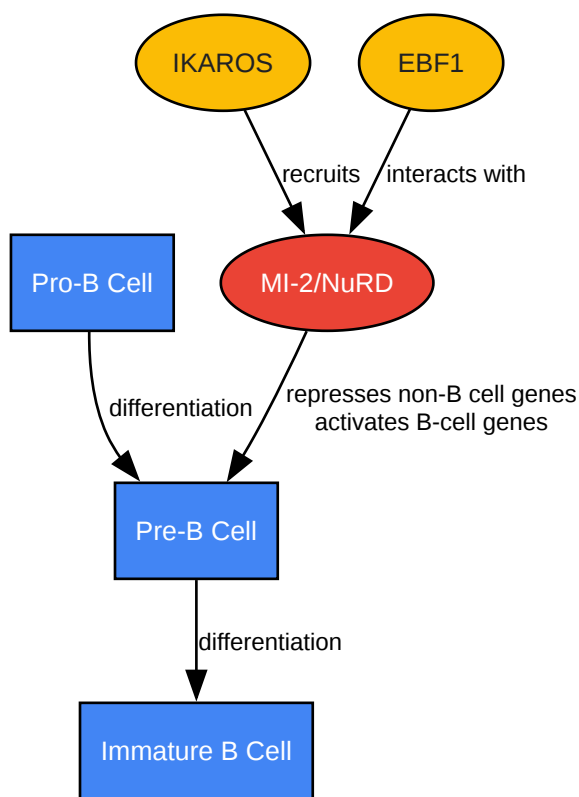 IKAROS
EBF1
recruits
interacts with
Pro-B Cell
MI-2/NuRD
differentiation
represses non-B cell genes
activates B-cell genes
Pre-B Cell
differentiation
Immature B Cell